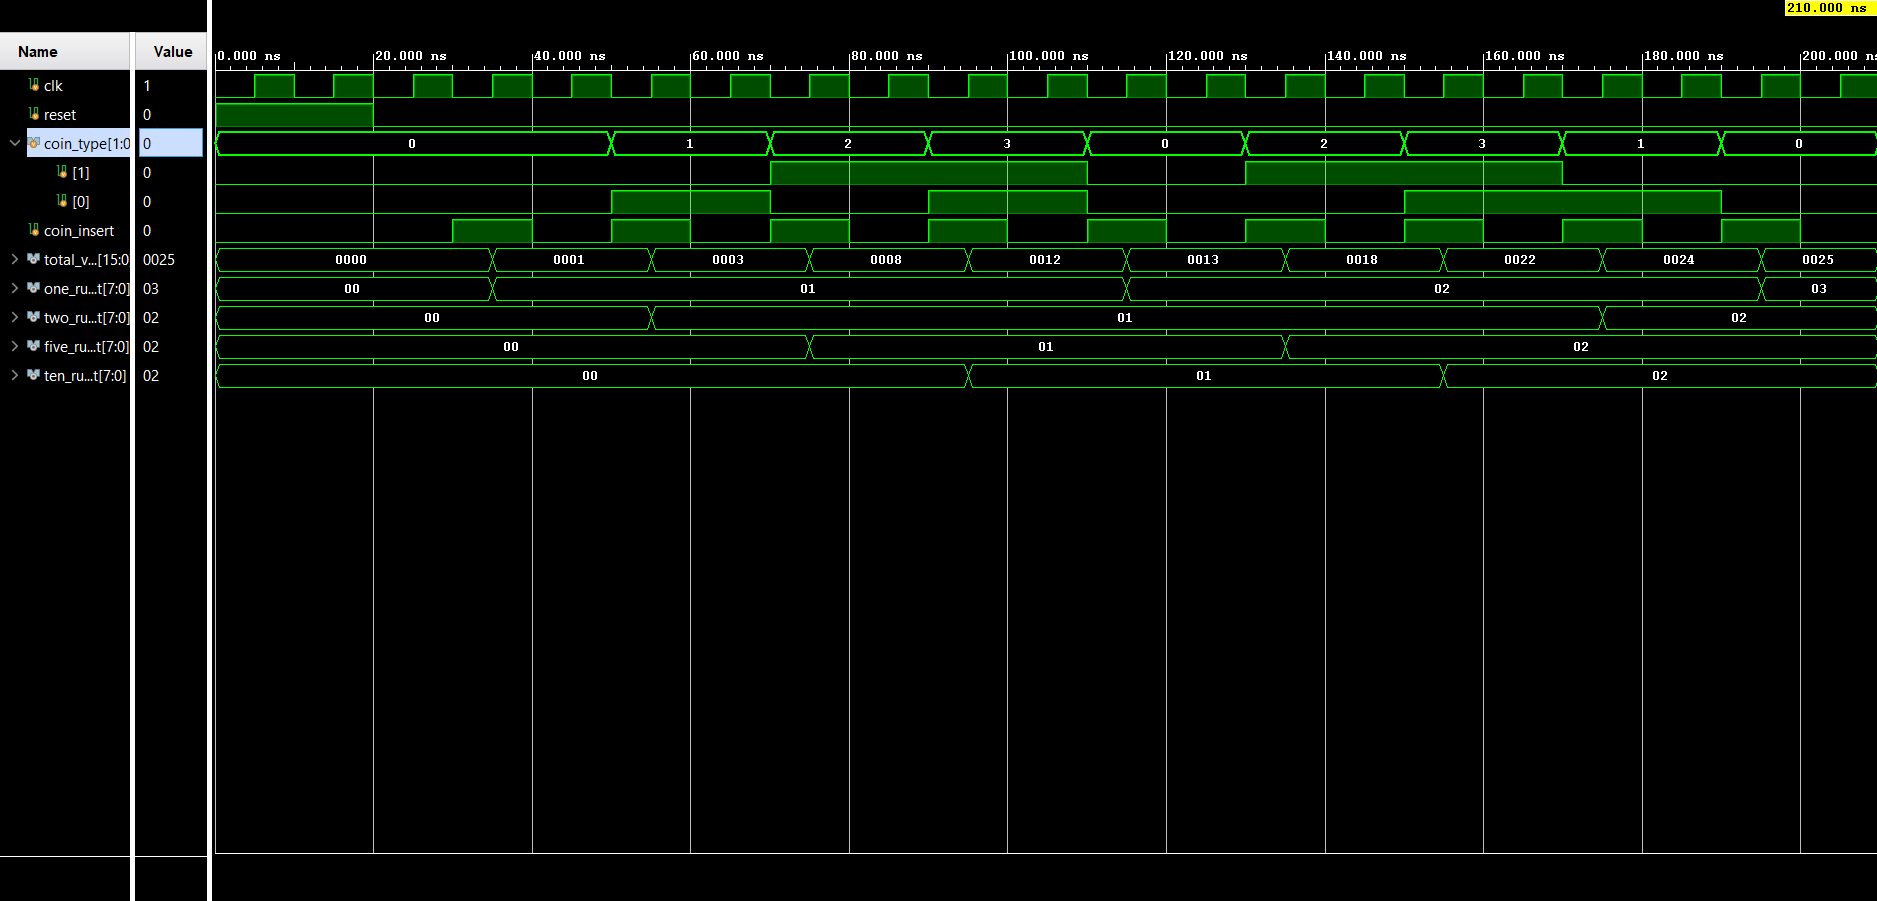 210.000 ns
Name Value
0.000 ns 20.000 ns 40.000 ns 60.000 ns 80.000 ns 100.000 ns 120.000 ns 140.000 ns 160.000 ns 180.000 ns 200.000 ns
clk 1
reset 0
coin_type[1:0 0 0 1 2 3 0 2 3 1 0
[1] 0
[0] 0
coin_insert 0
total_v...[15:0 0025 0000 0001 0003 0008 0012 0013 0018 0022 0024 0025
one_ru...t[7:0] 03 00 01 02 03
two_ru...t[7:0] 02 00 01 02
five_ru...t[7:0] 02 00 01 02
ten_ru...t[7:0] 02 00 01 02